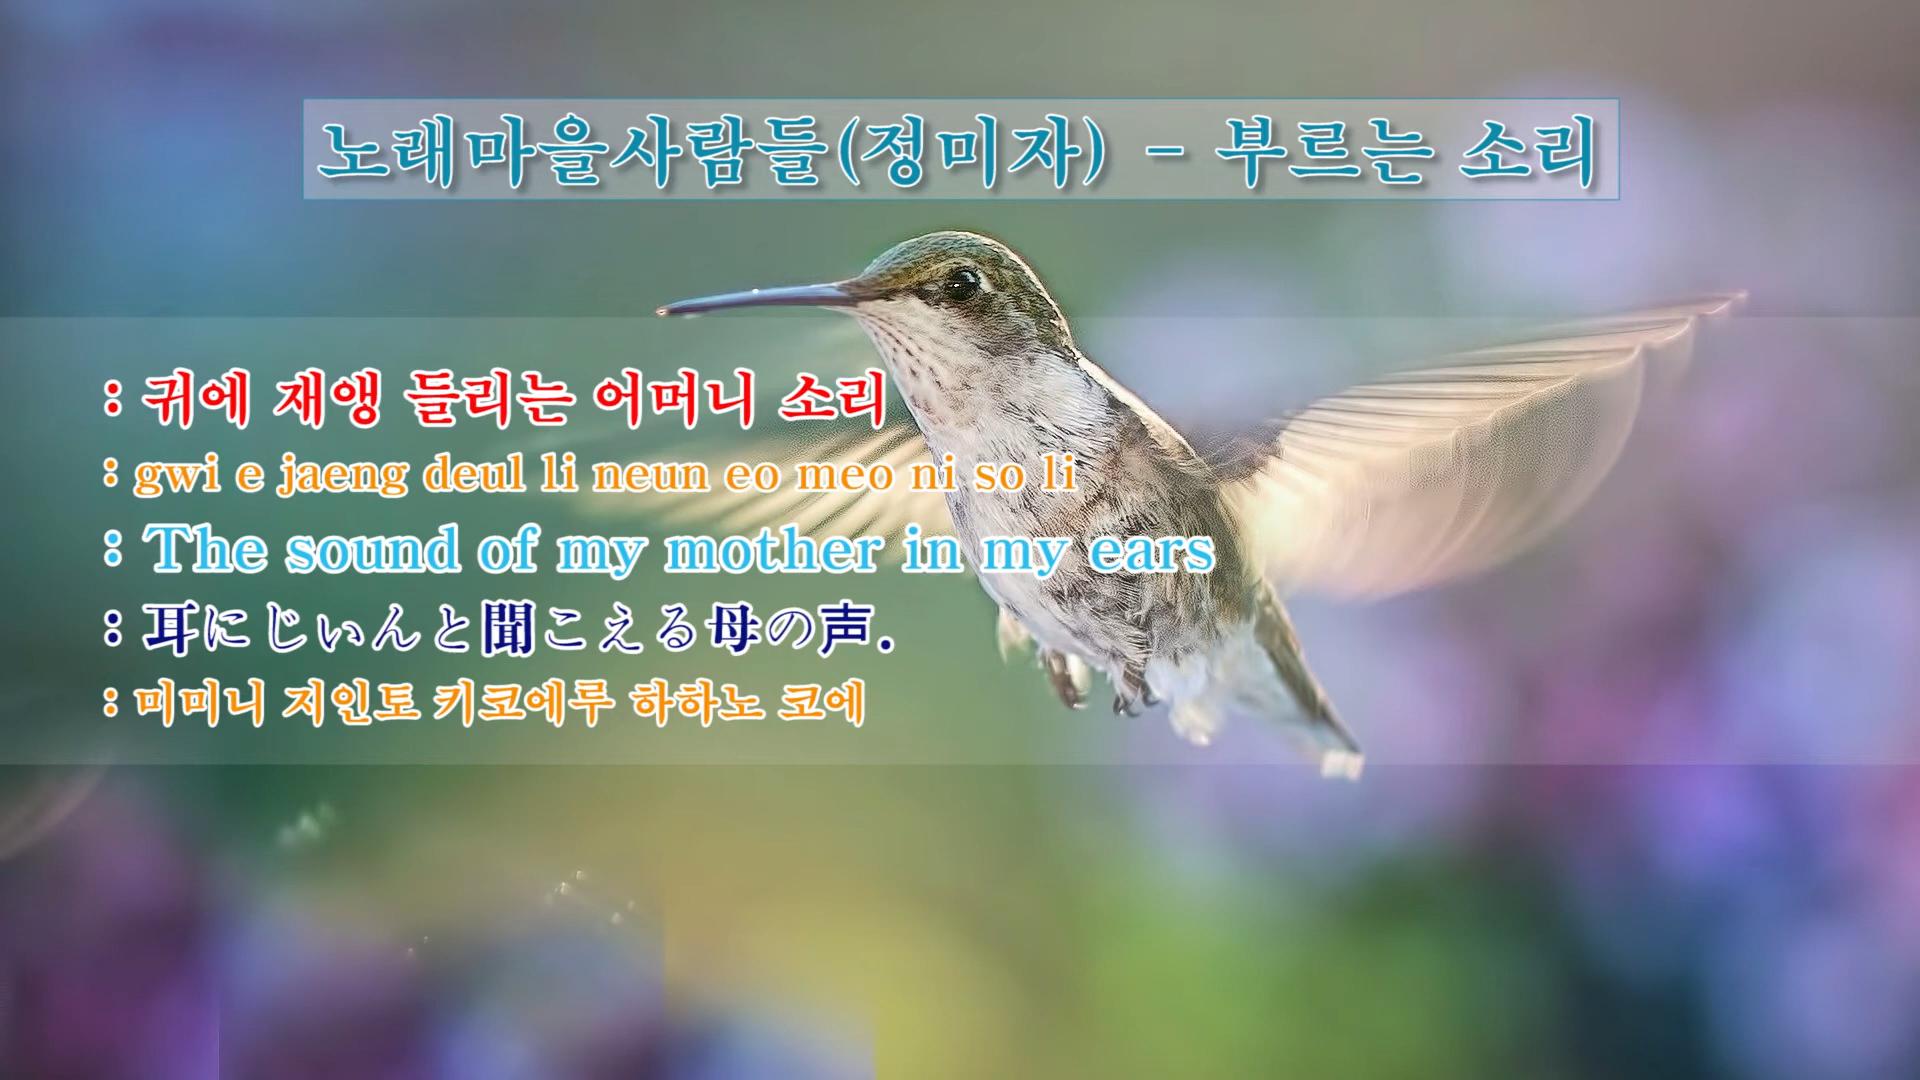 노래마을사람들(정미자) - 부르는 소리
: 귀에 재앵 들리는 어머니 소리
: gwi e jaeng deul li neun eo meo ni so li
: The sound of my mother in my ears
: 耳にじぃんと聞こえる母の声.
: 미미니 지인토 키코에루 하하노 코에